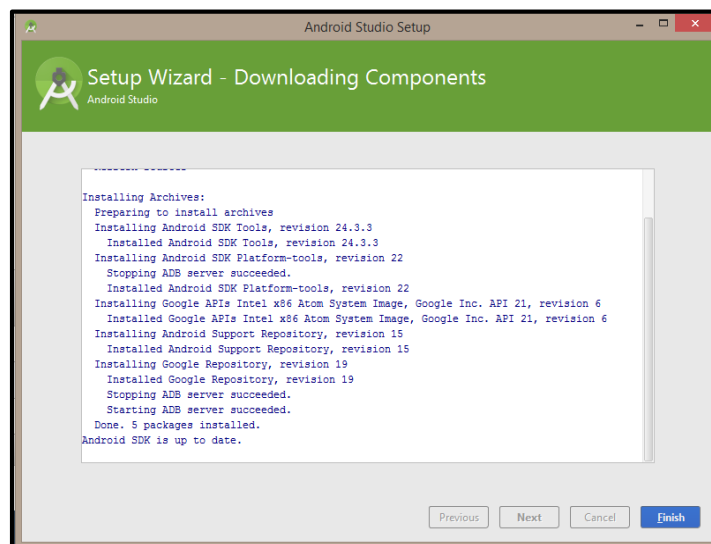 Android Studio Setup
Setup Wizard - Downloading Components
Android Studio
Installing Archives:
Preparing to install archives
Installing Android SDK Tools, revision 24.3.3
Installed Android SDK Tools, revision 24.3.3
Installing Android SDK Platform-tools, revision 22
Stopping ADB server succeeded.
Installed Android SDK Platform-tools, revision 22
Installing Google APIs Intel x86 Atom System Image, Google Inc. API 21, revision 6
Installed Google APIs Intel x86 Atom System Image, Google Inc. API 21, revision 6
Installing Android Support Repository, revision 15
Installed Android Support Repository, revision 15
Installing Google Repository, revision 19
Installed Google Repository, revision 19
Stopping ADB server succeeded.
Starting ADB server succeeded.
Done. 5 packages installed.
Android SDK is up to date.
Previous Next Cancel Finish